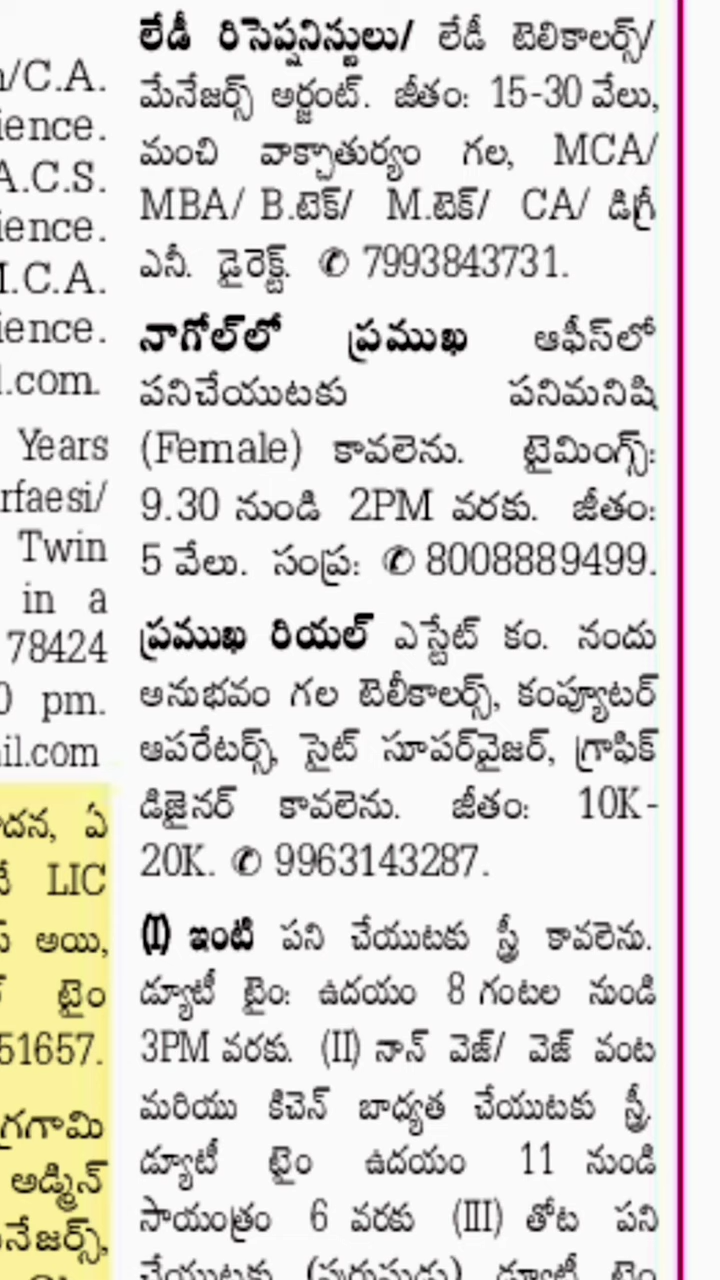 n/C.A.
ience.
A.C.S.
ience.
M.C.A.
ience.
l.com.
Years
rfaesi/
Twin
in a
78424
0 pm.
ail.com
ఏ
LIC
అయి,
టైం
51657.
గ్రగామి
అడ్మిన్
నేజర్స్,
లేడీ రిసెప్షనిస్టులు/ లేడీ టెలికాలర్స్/
మేనేజర్స్ అర్జంట్. జీతం: 15-30 వేలు,
మంచి వాక్చాతుర్యం గల, MCA/
MBA/ B.టెక్/ M.టెక్/ CA/ డిగ్రీ
ఎనీ. డైరెక్ట్. ✆ 7993843731.
నాగోల్‌లో ప్రముఖ ఆఫీస్‌లో
పనిచేయుటకు పనిమనిషి
(Female) కావలెను. టైమింగ్స్:
9.30 నుండి 2PM వరకు. జీతం:
5 వేలు. సంప్ర: ✆ 8008889499.
ప్రముఖ రియల్ ఎస్టేట్ కం. నందు
అనుభవం గల టెలీకాలర్స్, కంప్యూటర్
ఆపరేటర్స్, సైట్ సూపర్‌వైజర్, గ్రాఫిక్
డిజైనర్ కావలెను. జీతం: 10K-
20K. ✆ 9963143287.
(I) ఇంటి పని చేయుటకు స్త్రీ కావలెను.
డ్యూటీ టైం: ఉదయం 8 గంటల నుండి
3PM వరకు. (II) నాన్ వెజ్/ వెజ్ వంట
మరియు కిచెన్ బాధ్యత చేయుటకు స్త్రీ.
డ్యూటీ టైం ఉదయం 11 నుండి
సాయంత్రం 6 వరకు (III) తోట పని
చేయుటకు (పురుషుడు) డ్యూటీ టైం